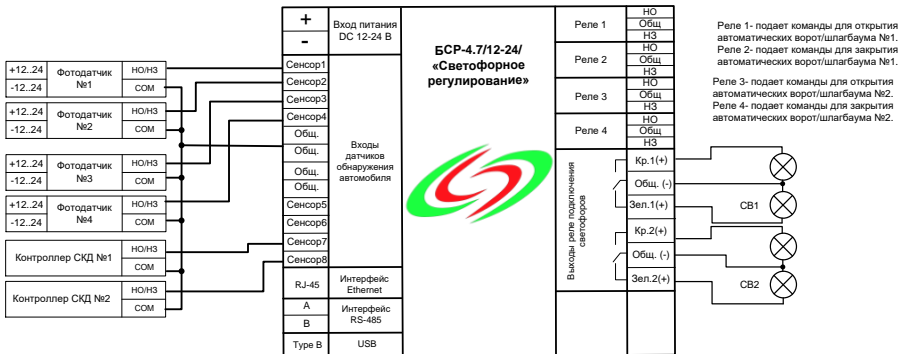 +12..24
-12..24
Фотодатчик
№1
НО/НЗ
COM
+12..24
-12..24
Фотодатчик
№2
НО/НЗ
COM
+12..24
-12..24
Фотодатчик
№3
НО/НЗ
COM
+12..24
-12..24
Фотодатчик
№4
НО/НЗ
COM
Контроллер СКД №1
НО/НЗ
COM
Контроллер СКД №2
НО/НЗ
COM
+
-
Вход питания
DC 12-24 В
Сенсор1
Сенсор2
Сенсор3
Сенсор4
Общ.
Общ.
Общ.
Общ.
Сенсор5
Сенсор6
Сенсор7
Сенсор8
Входы
датчиков
обнаружения
автомобиля
RJ-45
Интерфейс
Ethernet
A
B
Интерфейс
RS-485
Type B
USB
БСР-4.7/12-24/
«Светофорное
регулирование»
Реле 1
НО
Общ
НЗ
Реле 2
НО
Общ
НЗ
Реле 3
НО
Общ
НЗ
Реле 4
НО
Общ
НЗ
Выходы реле подключения
светофоров
Кр.1(+)
Общ. (-)
Зел.1(+)
Кр.2(+)
Общ. (-)
Зел.2(+)
СВ1
СВ2
Реле 1- подает команды для открытия
автоматических ворот/шлагбаума №1.
Реле 2- подает команды для закрытия
автоматических ворот/шлагбаума №1.
Реле 3- подает команды для открытия
автоматических ворот/шлагбаума №2.
Реле 4- подает команды для закрытия
автоматических ворот/шлагбаума №2.